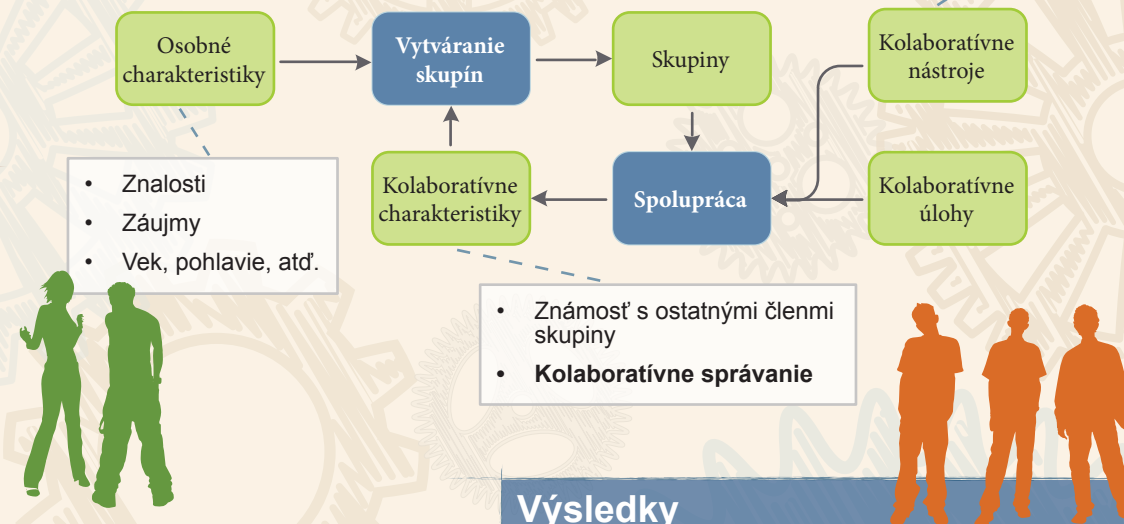 Osobné
charakteristiky
Vytváranie
skupín
Skupiny
Kolaboratívne
nástroje
Kolaboratívne
charakteristiky
Spolupráca
Kolaboratívne
úlohy
• Znalosti
• Záujmy
• Vek, pohlavie, atď.
• Známosť s ostatnými členmi
skupiny
• Kolaboratívne správanie
Výsledky